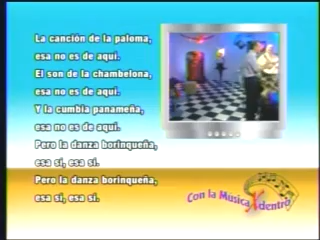 La canción de la paloma,
esa no es de aquí.
El son de la chambelona,
esa no es de aquí.
Y la cumbia panameña,
esa no es de aquí.
Pero la danza borinqueña,
esa sí, esa sí.
Pero la danza borinqueña,
esa sí, esa sí.
Con la Musica
X dentro